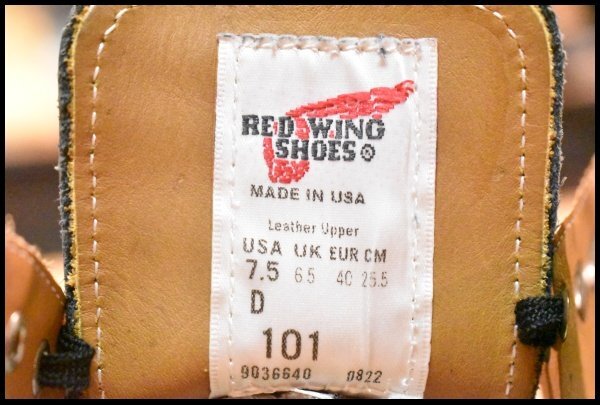 RED WING
SHOES®
MADE IN USA
Leather Upper
USA UK EUR CM
7.5 6.5 40 25.5
D
101
9036640 0822